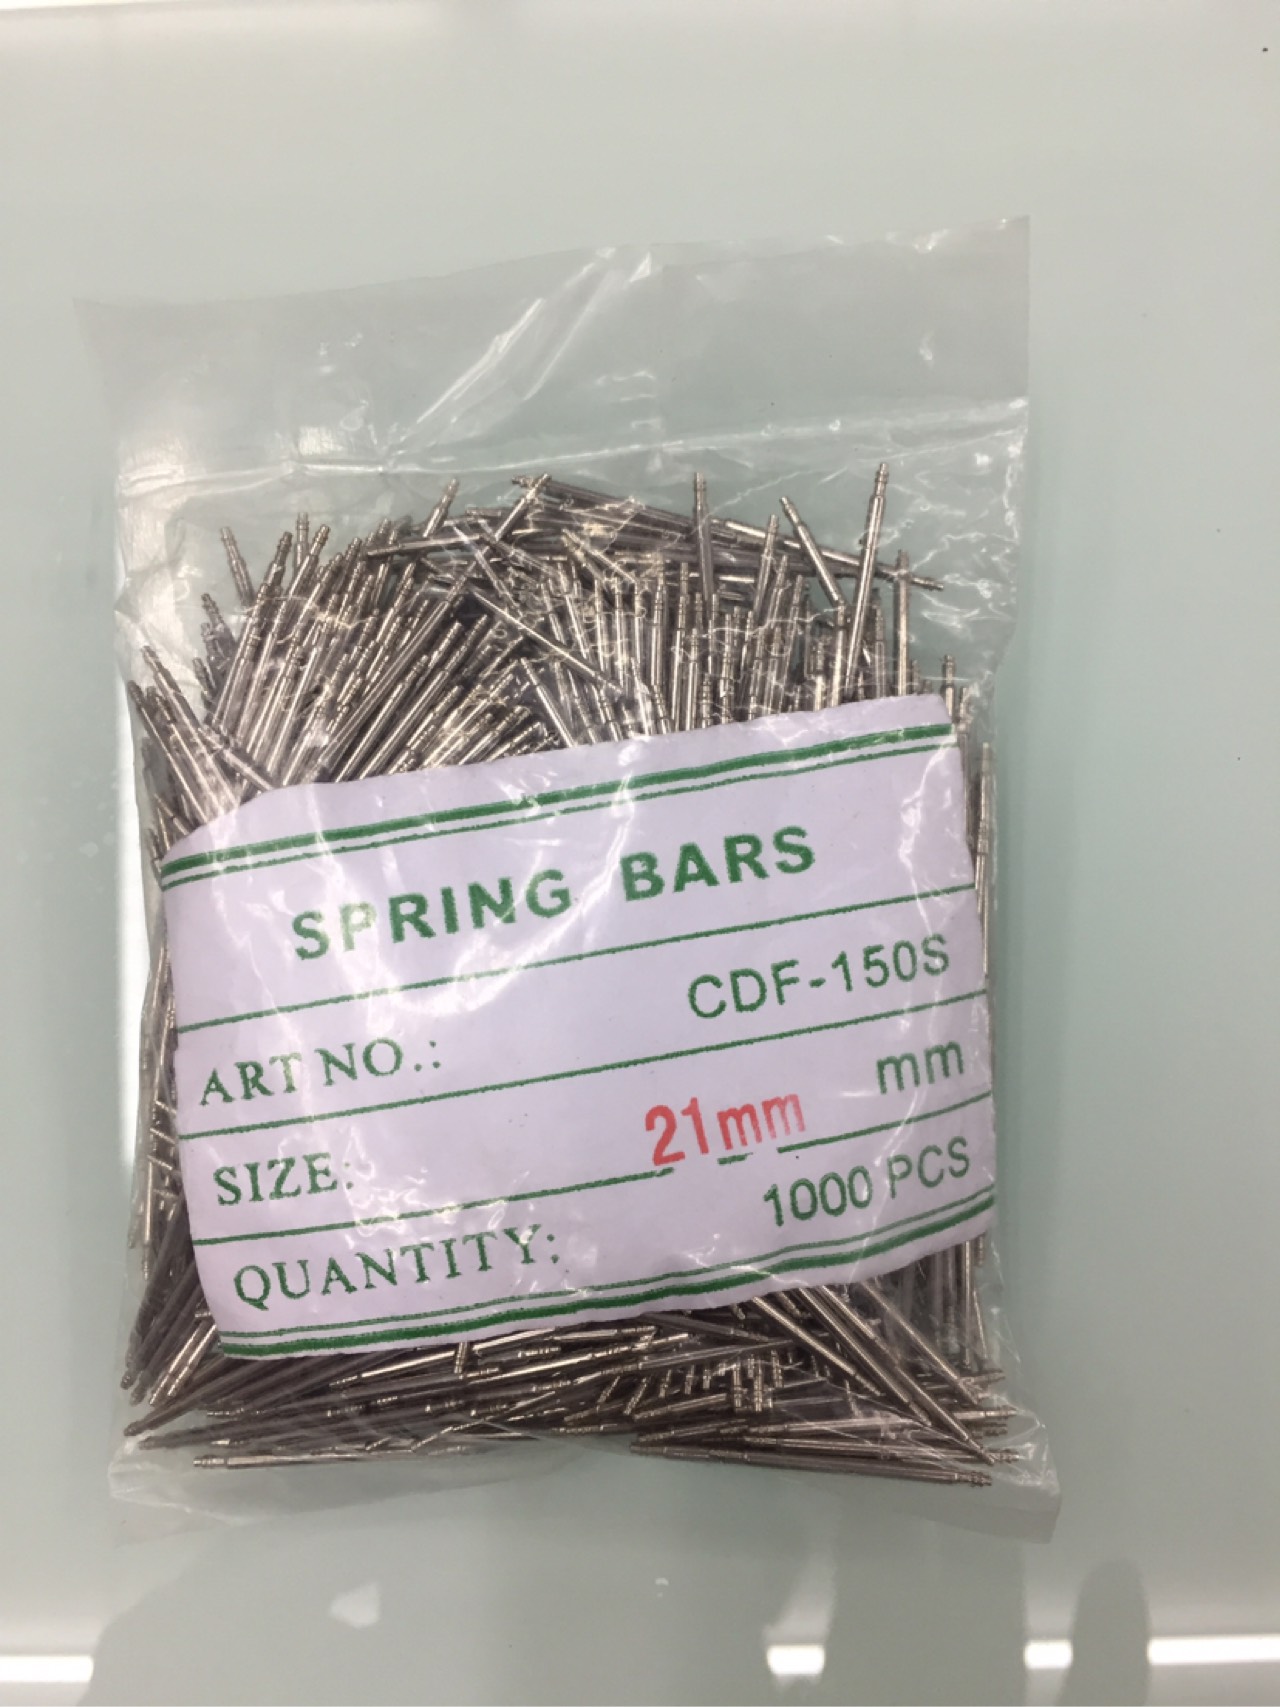 SPRING BARS
ART NO.: CDF-150S
SIZE: 21mm mm
QUANTITY: 1000 PCS